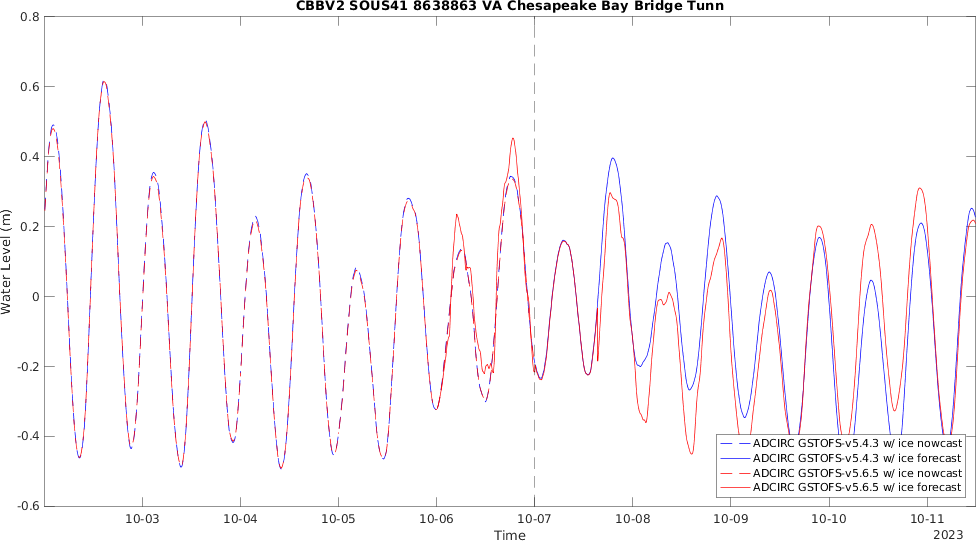 CBBV2 SOUS41 8638863 VA Chesapeake Bay Bridge Tunn
0.8
0.6
0.4
0.2
0
-0.2
-0.4
-0.6
Water Level (m)
ADCIRC GSTOFS-v5.4.3 w/ ice nowcast
ADCIRC GSTOFS-v5.4.3 w/ ice forecast
ADCIRC GSTOFS-v5.6.5 w/ ice nowcast
ADCIRC GSTOFS-v5.6.5 w/ ice forecast
10-03 10-04 10-05 10-06 10-07 10-08 10-09 10-10 10-11
Time
2023